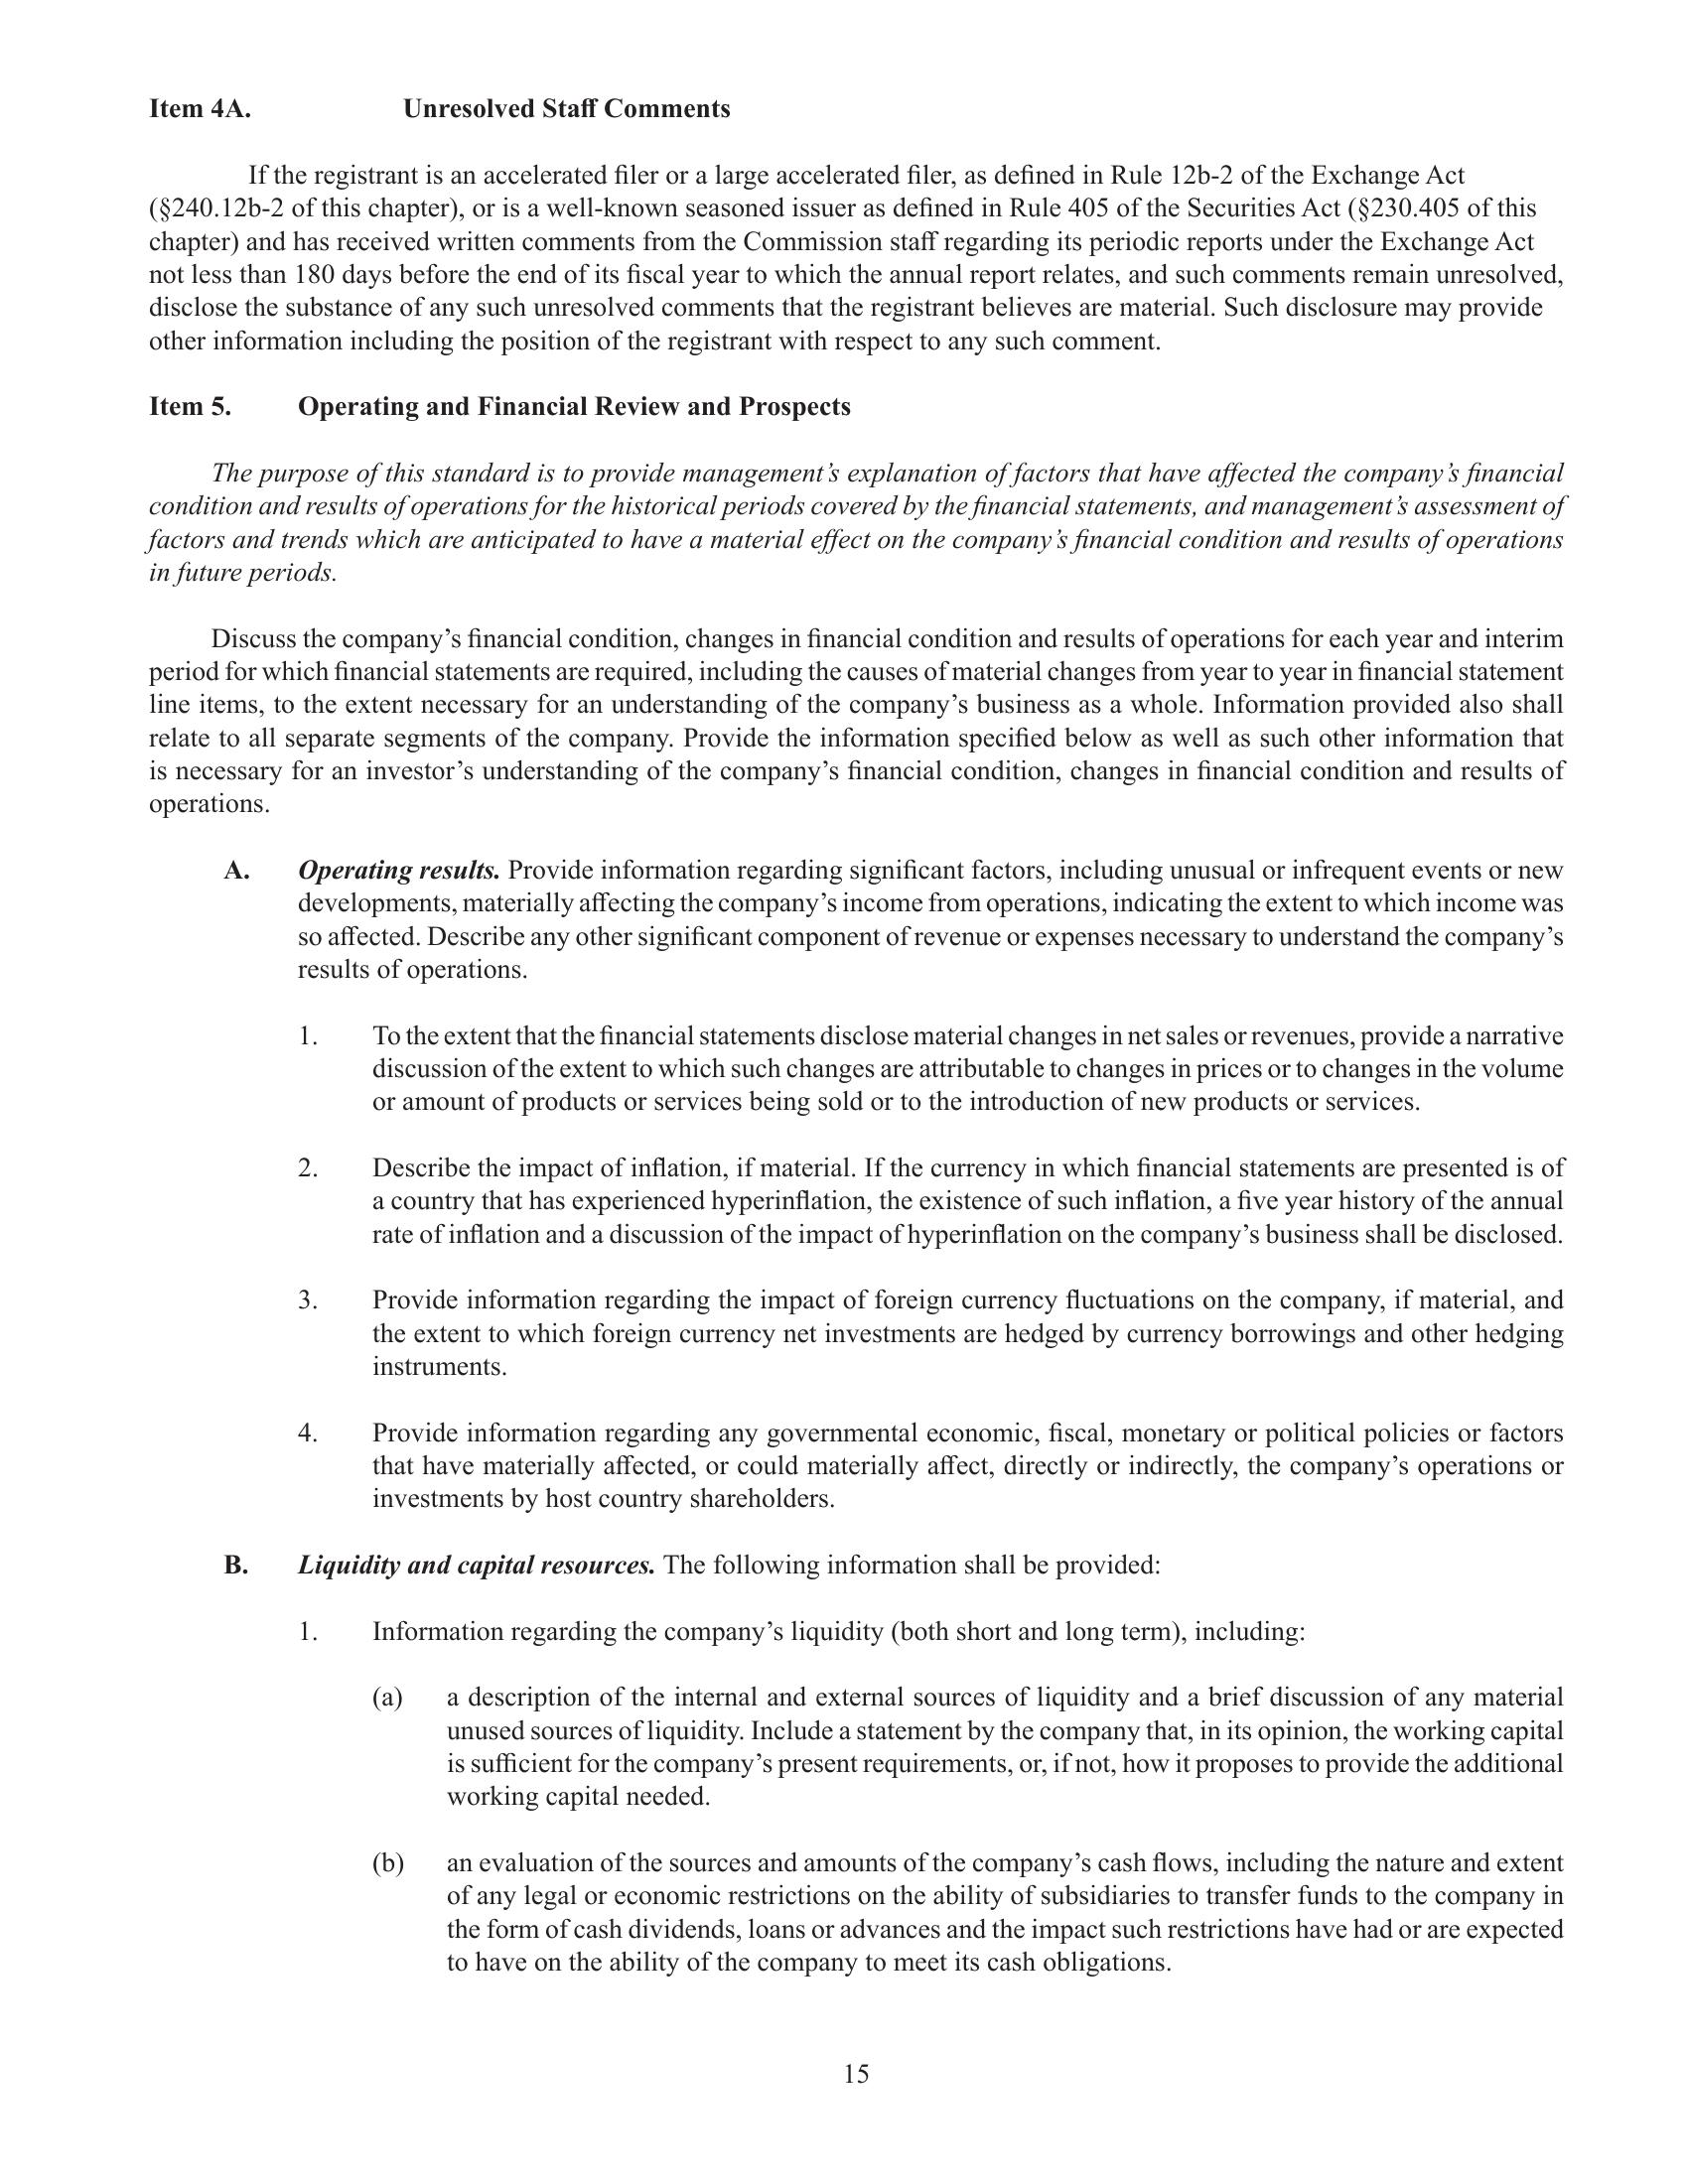 Item 4A. Unresolved Staff Comments
If the registrant is an accelerated filer or a large accelerated filer, as defined in Rule 12b-2 of the Exchange Act
(§240.12b-2 of this chapter), or is a well-known seasoned issuer as defined in Rule 405 of the Securities Act (§230.405 of this
chapter) and has received written comments from the Commission staff regarding its periodic reports under the Exchange Act
not less than 180 days before the end of its fiscal year to which the annual report relates, and such comments remain unresolved,
disclose the substance of any such unresolved comments that the registrant believes are material. Such disclosure may provide
other information including the position of the registrant with respect to any such comment.
Item 5. Operating and Financial Review and Prospects
The purpose of this standard is to provide management’s explanation of factors that have affected the company’s financial
condition and results of operations for the historical periods covered by the financial statements, and management’s assessment of
factors and trends which are anticipated to have a material effect on the company’s financial condition and results of operations
in future periods.
Discuss the company’s financial condition, changes in financial condition and results of operations for each year and interim
period for which financial statements are required, including the causes of material changes from year to year in financial statement
line items, to the extent necessary for an understanding of the company’s business as a whole. Information provided also shall
relate to all separate segments of the company. Provide the information specified below as well as such other information that
is necessary for an investor’s understanding of the company’s financial condition, changes in financial condition and results of
operations.
A. Operating results. Provide information regarding significant factors, including unusual or infrequent events or new
developments, materially affecting the company’s income from operations, indicating the extent to which income was
so affected. Describe any other significant component of revenue or expenses necessary to understand the company’s
results of operations.
1. To the extent that the financial statements disclose material changes in net sales or revenues, provide a narrative
discussion of the extent to which such changes are attributable to changes in prices or to changes in the volume
or amount of products or services being sold or to the introduction of new products or services.
2. Describe the impact of inflation, if material. If the currency in which financial statements are presented is of
a country that has experienced hyperinflation, the existence of such inflation, a five year history of the annual
rate of inflation and a discussion of the impact of hyperinflation on the company’s business shall be disclosed.
3. Provide information regarding the impact of foreign currency fluctuations on the company, if material, and
the extent to which foreign currency net investments are hedged by currency borrowings and other hedging
instruments.
4. Provide information regarding any governmental economic, fiscal, monetary or political policies or factors
that have materially affected, or could materially affect, directly or indirectly, the company’s operations or
investments by host country shareholders.
B. Liquidity and capital resources. The following information shall be provided:
1. Information regarding the company’s liquidity (both short and long term), including:
(a) a description of the internal and external sources of liquidity and a brief discussion of any material
unused sources of liquidity. Include a statement by the company that, in its opinion, the working capital
is sufficient for the company’s present requirements, or, if not, how it proposes to provide the additional
working capital needed.
(b) an evaluation of the sources and amounts of the company’s cash flows, including the nature and extent
of any legal or economic restrictions on the ability of subsidiaries to transfer funds to the company in
the form of cash dividends, loans or advances and the impact such restrictions have had or are expected
to have on the ability of the company to meet its cash obligations.
15